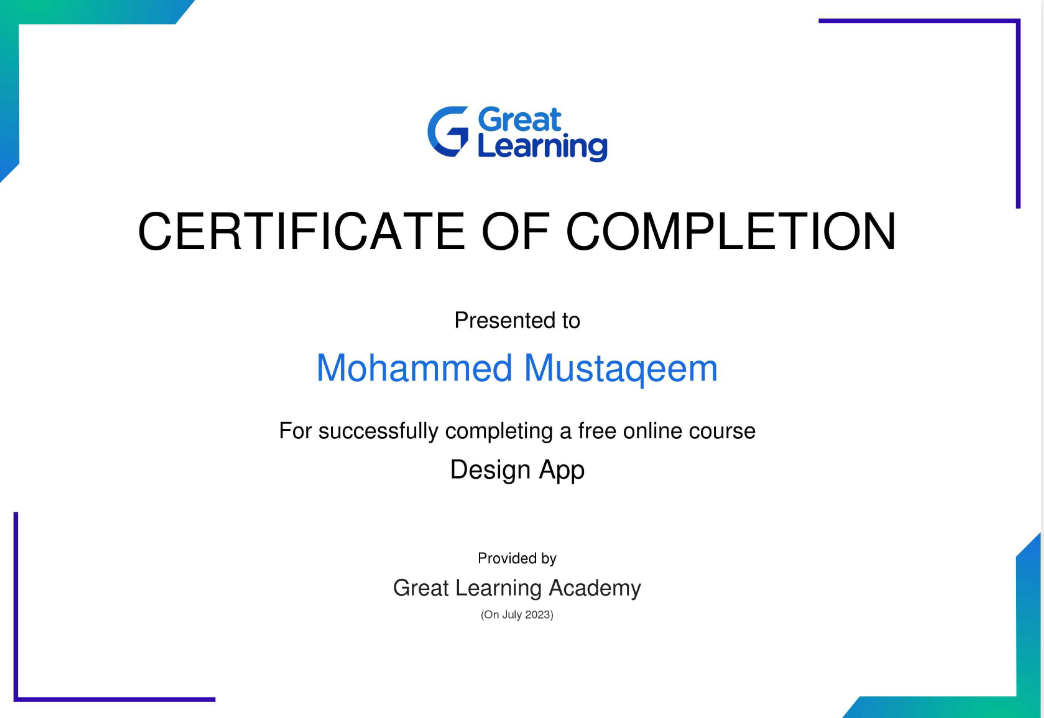 Great
Learning
CERTIFICATE OF COMPLETION
Presented to
Mohammed Mustaqeem
For successfully completing a free online course
Design App
Provided by
Great Learning Academy
(On July 2023)